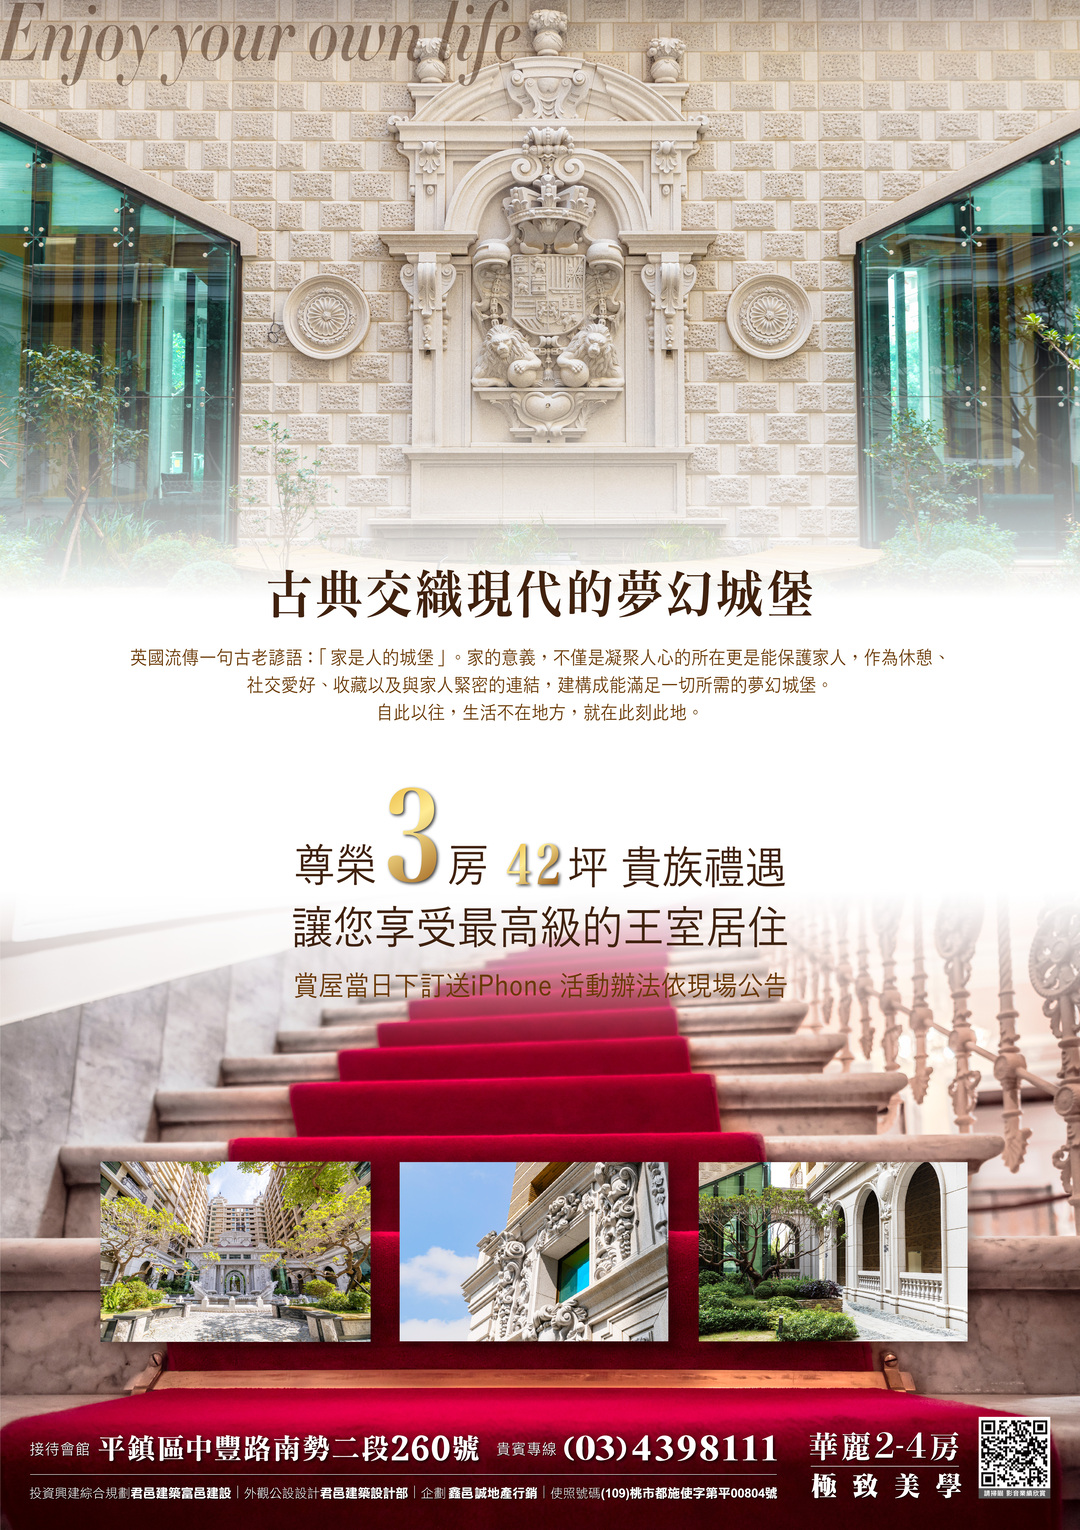 Enjoy your own life
古典交織現代的夢幻城堡
英國流傳一句古老諺語：「家是人的城堡」。家的意義，不僅是凝聚人心的所在更是能保護家人，作為休憩、
社交愛好、收藏以及與家人緊密的連結，建構成能滿足一切所需的夢幻城堡。
自此以往，生活不在地方，就在此刻此地。
尊榮3房 42坪 貴族禮遇
讓您享受最高級的王室居住
賞屋當日下訂送iPhone 活動辦法依現場公告
接待會館 平鎮區中豐路南勢二段260號 貴賓專線 (03)4398111
投資興建綜合規劃君邑建築富邑建設｜外觀公設設計君邑建築設計部｜企劃 鑫邑誠地產行銷｜使照號碼(109)桃市都施使字第平00804號
華麗2-4房
極致美學
請掃瞄 影音樂續欣賞